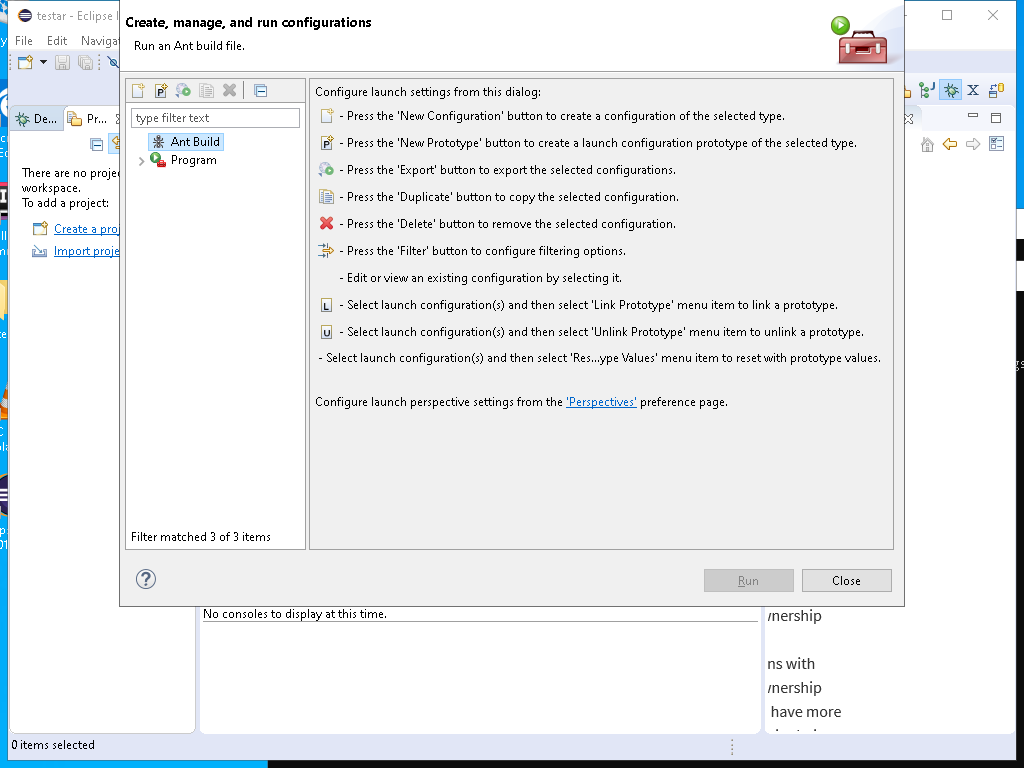 testar - Eclipse I
File Edit Navigat
De...
Pr...
There are no proje
workspace.
To add a project:
Create a proj
Import proje
Create, manage, and run configurations
Run an Ant build file.
type filter text
Ant Build
Program
Filter matched 3 of 3 items
Configure launch settings from this dialog:
- Press the 'New Configuration' button to create a configuration of the selected type.
P - Press the 'New Prototype' button to create a launch configuration prototype of the selected type.
- Press the 'Export' button to export the selected configurations.
- Press the 'Duplicate' button to copy the selected configuration.
- Press the 'Delete' button to remove the selected configuration.
- Press the 'Filter' button to configure filtering options.
- Edit or view an existing configuration by selecting it.
L - Select launch configuration(s) and then select 'Link Prototype' menu item to link a prototype.
U - Select launch configuration(s) and then select 'Unlink Prototype' menu item to unlink a prototype.
- Select launch configuration(s) and then select 'Res...ype Values' menu item to reset with prototype values.
Configure launch perspective settings from the 'Perspectives' preference page.
Run
Close
No consoles to display at this time.
nership
ns with
nership
have more
0 items selected